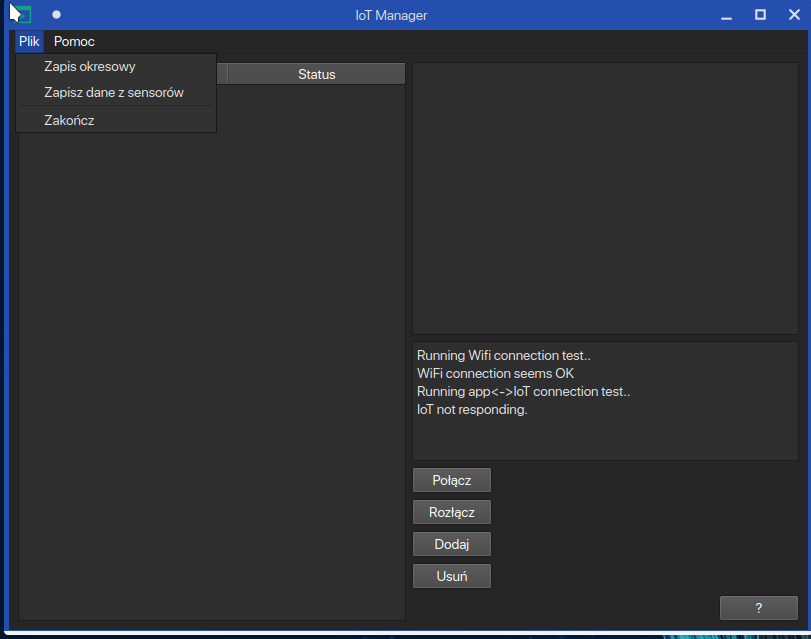 IoT Manager
Plik Pomoc
Zapis okresowy
Zapisz dane z sensorów
Zakończ
Status
Running Wifi connection test..
WiFi connection seems OK
Running app<->IoT connection test..
IoT not responding.
Połącz
Rozłącz
Dodaj
Usuń
?